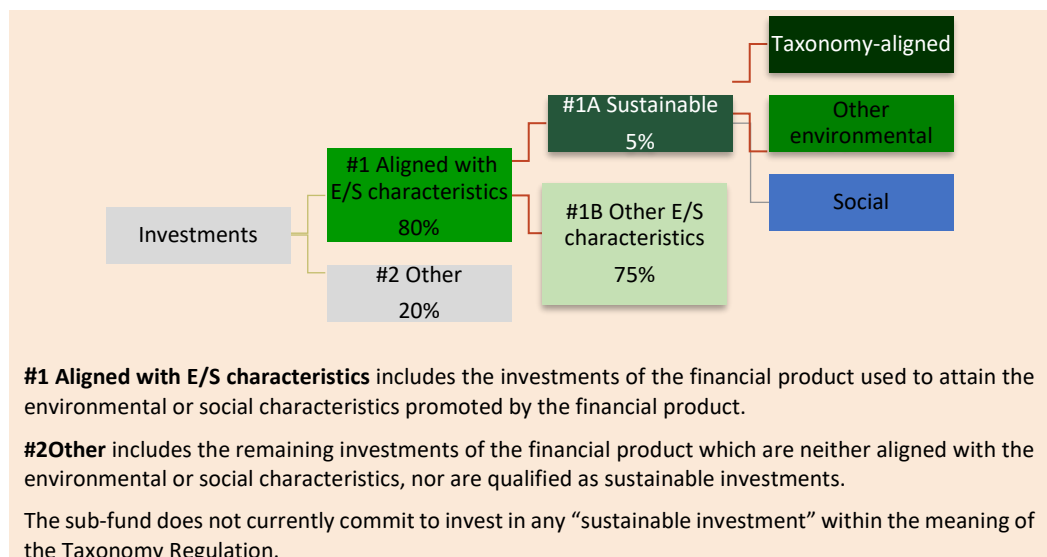 Taxonomy-aligned
#1A Sustainable
5%
Other
environmental
#1 Aligned with
E/S characteristics
80%
#1B Other E/S
characteristics
75%
Social
Investments
#2 Other
20%
#1 Aligned with E/S characteristics includes the investments of the financial product used to attain the
environmental or social characteristics promoted by the financial product.
#2Other includes the remaining investments of the financial product which are neither aligned with the
environmental or social characteristics, nor are qualified as sustainable investments.
The sub-fund does not currently commit to invest in any “sustainable investment” within the meaning of
the Taxonomy Regulation.